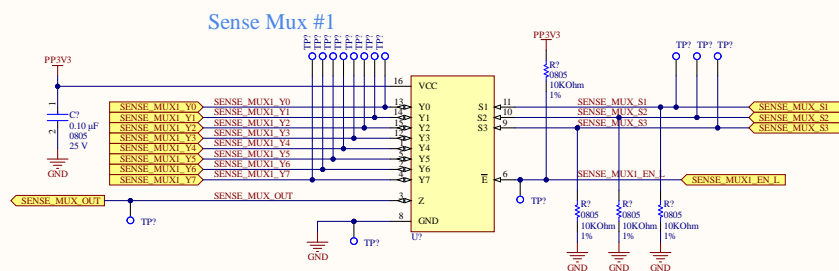 Sense Mux #1
TP? TP? TP? TP? TP? TP? TP? TP?
PP3V3
PP3V3
TP? TP? TP?
R?
0805
10KOhm
1%
16 VCC
C?
0.10 µF
0805
25 V
1
2
GND
SENSE_MUX1_Y0 SENSE_MUX1_Y0 13 Y0 S1 11 SENSE_MUX_S1 SENSE_MUX_S1
SENSE_MUX1_Y1 SENSE_MUX1_Y1 14 Y1 S2 10 SENSE_MUX_S2 SENSE_MUX_S2
SENSE_MUX1_Y2 SENSE_MUX1_Y2 15 Y2 S3 9 SENSE_MUX_S3 SENSE_MUX_S3
SENSE_MUX1_Y3 SENSE_MUX1_Y3 Y3
SENSE_MUX1_Y4 SENSE_MUX1_Y4 Y4
SENSE_MUX1_Y5 SENSE_MUX1_Y5 Y5
SENSE_MUX1_Y6 SENSE_MUX1_Y6 Y6
SENSE_MUX1_Y7 SENSE_MUX1_Y7 4 Y7 E 6 SENSE_MUX1_EN_L SENSE_MUX1_EN_L
SENSE_MUX_OUT SENSE_MUX_OUT 3 Z
TP?
TP?
8 GND
GND
TP?
U?
R?
0805
10KOhm
1%
GND
R?
0805
10KOhm
1%
GND
R?
0805
10KOhm
1%
GND